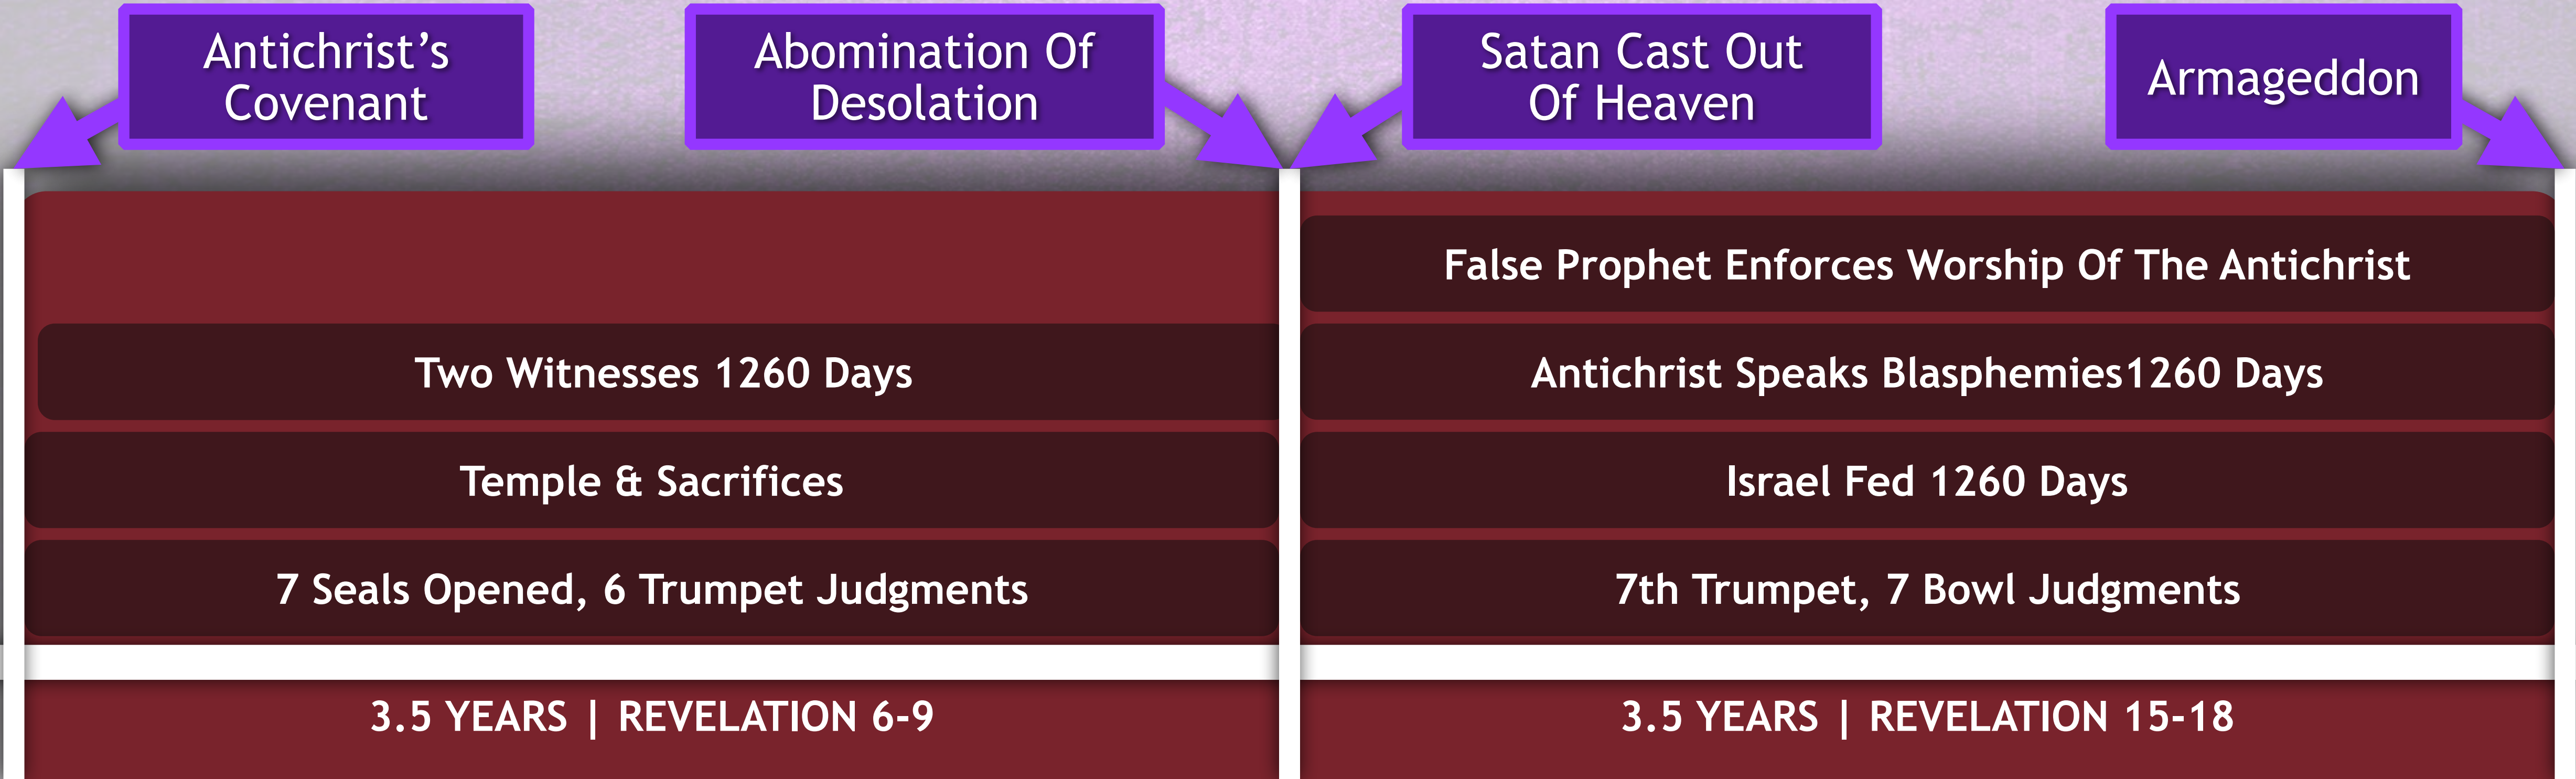 Antichrist’s
Covenant
Abomination Of
Desolation
Satan Cast Out
Of Heaven
Armageddon
False Prophet Enforces Worship Of The Antichrist
Two Witnesses 1260 Days
Antichrist Speaks Blasphemies1260 Days
Temple & Sacrifices
Israel Fed 1260 Days
7 Seals Opened, 6 Trumpet Judgments
7th Trumpet, 7 Bowl Judgments
3.5 YEARS | REVELATION 6-9
3.5 YEARS | REVELATION 15-18